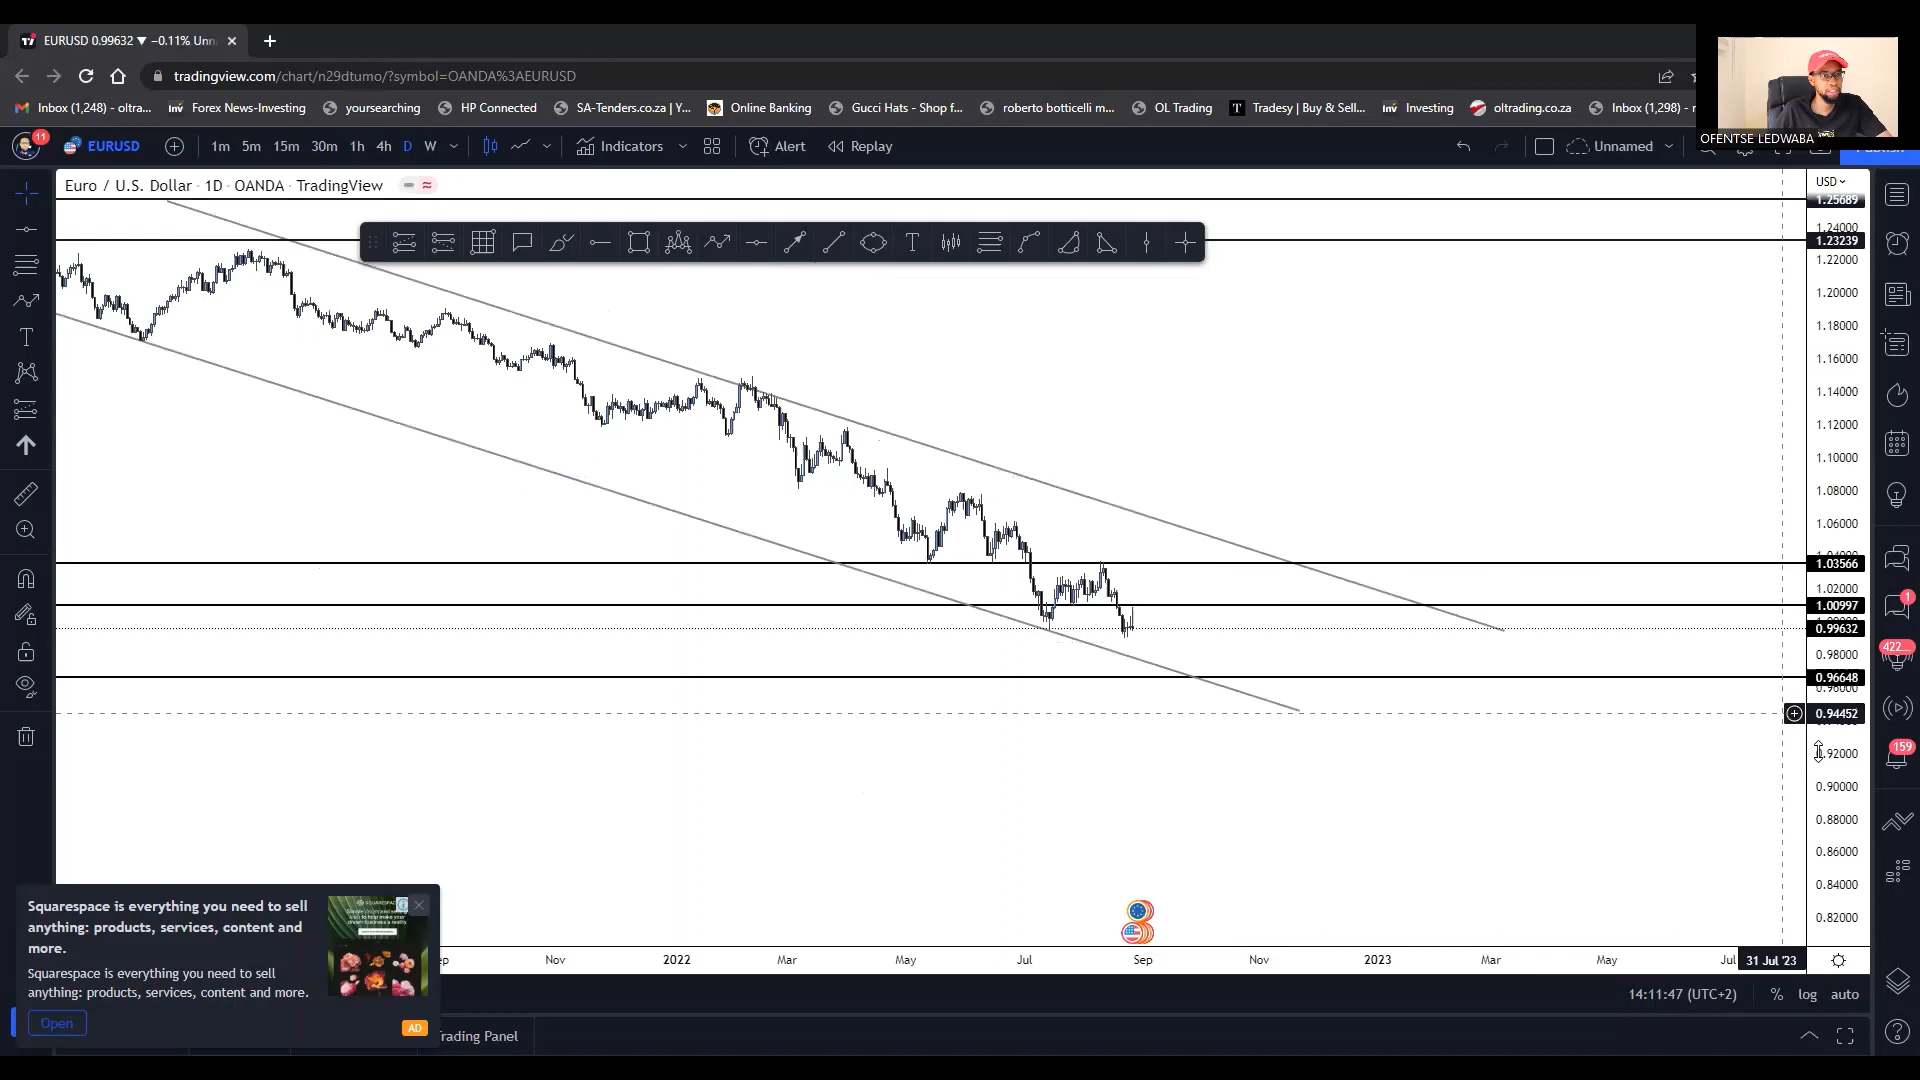 EURUSD 0.99632 ▼ −0.11% Unn
tradingview.com/chart/n29dtumo/?symbol=OANDA%3AEURUSD
Inbox (1,248) - oltra...
Forex News-Investing
yoursearching
HP Connected
SA-Tenders.co.za | Y...
Online Banking
Gucci Hats - Shop f...
roberto botticelli m...
OL Trading
Tradesy | Buy & Sell...
Investing
oltrading.co.za
Inbox (1,298) - r
OFENTSE LEDWABA
11
EURUSD
1m 5m 15m 30m 1h 4h D W
Indicators
Alert
Replay
Unnamed
Euro / U.S. Dollar · 1D · OANDA · TradingView
USD
1.25689
1.24000
1.23239
1.22000
1.20000
1.18000
1.16000
1.14000
1.12000
1.10000
1.08000
1.06000
1.03566
1.02000
1.00997
0.99632
0.98000
0.96648
0.96000
0.94452
0.92000
0.90000
0.88000
0.86000
0.84000
0.82000
1
422...
159
Squarespace is everything you need to sell
anything: products, services, content and
more.
Squarespace is everything you need to sell
anything: products, services, content and more.
Open
AD
ep Nov 2022 Mar May Jul Sep Nov 2023 Mar May Jul 31 Jul '23
14:11:47 (UTC+2) % log auto
rading Panel